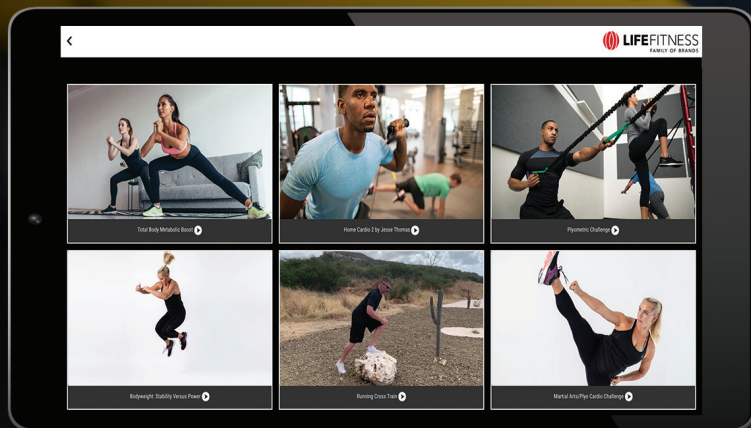 LIFEFITNESS
FAMILY OF BRANDS
Total Body Metabolic Boost
Home Cardio 2 by Jesse Thomas
Plyometric Challenge
Bodyweight: Stability Versus Power
Running Cross Train
Martial Arts/Plyo Cardio Challenge